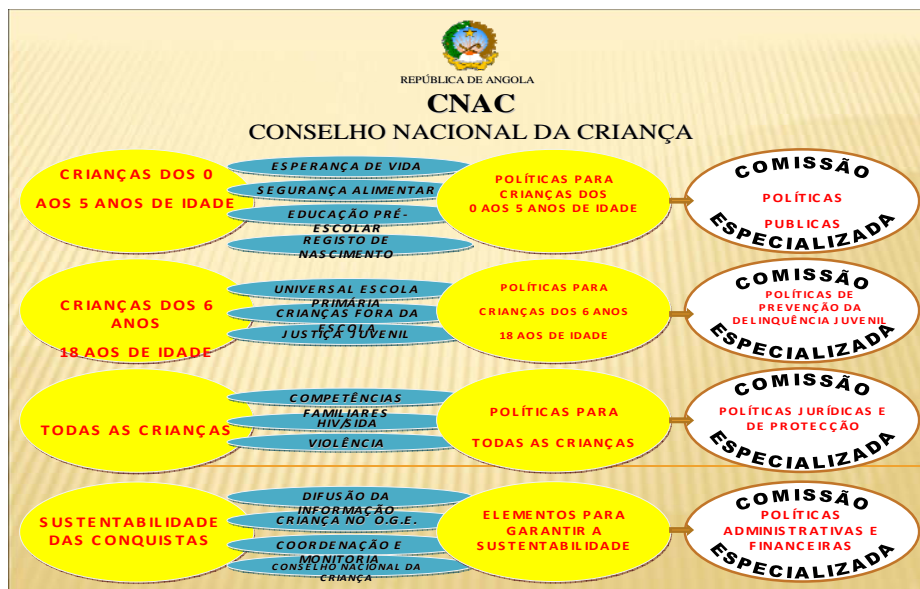 REPÚBLICA DE ANGOLA
CNAC
CONSELHO NACIONAL DA CRIANÇA
CRIANÇAS DOS 0
AOS 5 ANOS DE IDADE
ESPERANÇA DE VIDA
SEGURANÇA ALIMENTAR
EDUCAÇÃO PRÉ-
ESCOLAR
REGISTO DE
NASCIMENTO
POLÍTICAS PARA
CRIANÇAS DOS
0 AOS 5 ANOS DE IDADE
COMISSÃO
POLÍTICAS
PUBLICAS
ESPECIALIZADA
CRIANÇAS DOS 6
ANOS
18 AOS DE IDADE
UNIVERSAL ESCOLA
PRIMÁRIA
CRIANÇAS FORA DA
ESCOLA
JUSTIÇA JUVENIL
POLÍTICAS PARA
CRIANÇAS DOS 6 ANOS
18 AOS DE IDADE
COMISSÃO
POLÍTICAS DE
PREVENÇÃO DA
DELINQUÊNCIA JUVENIL
ESPECIALIZADA
TODAS AS CRIANÇAS
COMPETÊNCIAS
FAMILIARES
HIV/SIDA
VIOLÊNCIA
POLÍTICAS PARA
TODAS AS CRIANÇAS
COMISSÃO
POLÍTICAS JURÍDICAS E
DE PROTECÇÃO
ESPECIALIZADA
SUSTENTABILIDADE
DAS CONQUISTAS
DIFUSÃO DA
INFORMAÇÃO
CRIANÇA NO O.G.E.
COORDENAÇÃO E
MONITORIA
CONSELHO NACIONAL DA
CRIANÇA
ELEMENTOS PARA
GARANTIR A
SUSTENTABILIDADE
COMISSÃO
POLÍTICAS
ADMINISTRATIVAS E
FINANCEIRAS
ESPECIALIZADA